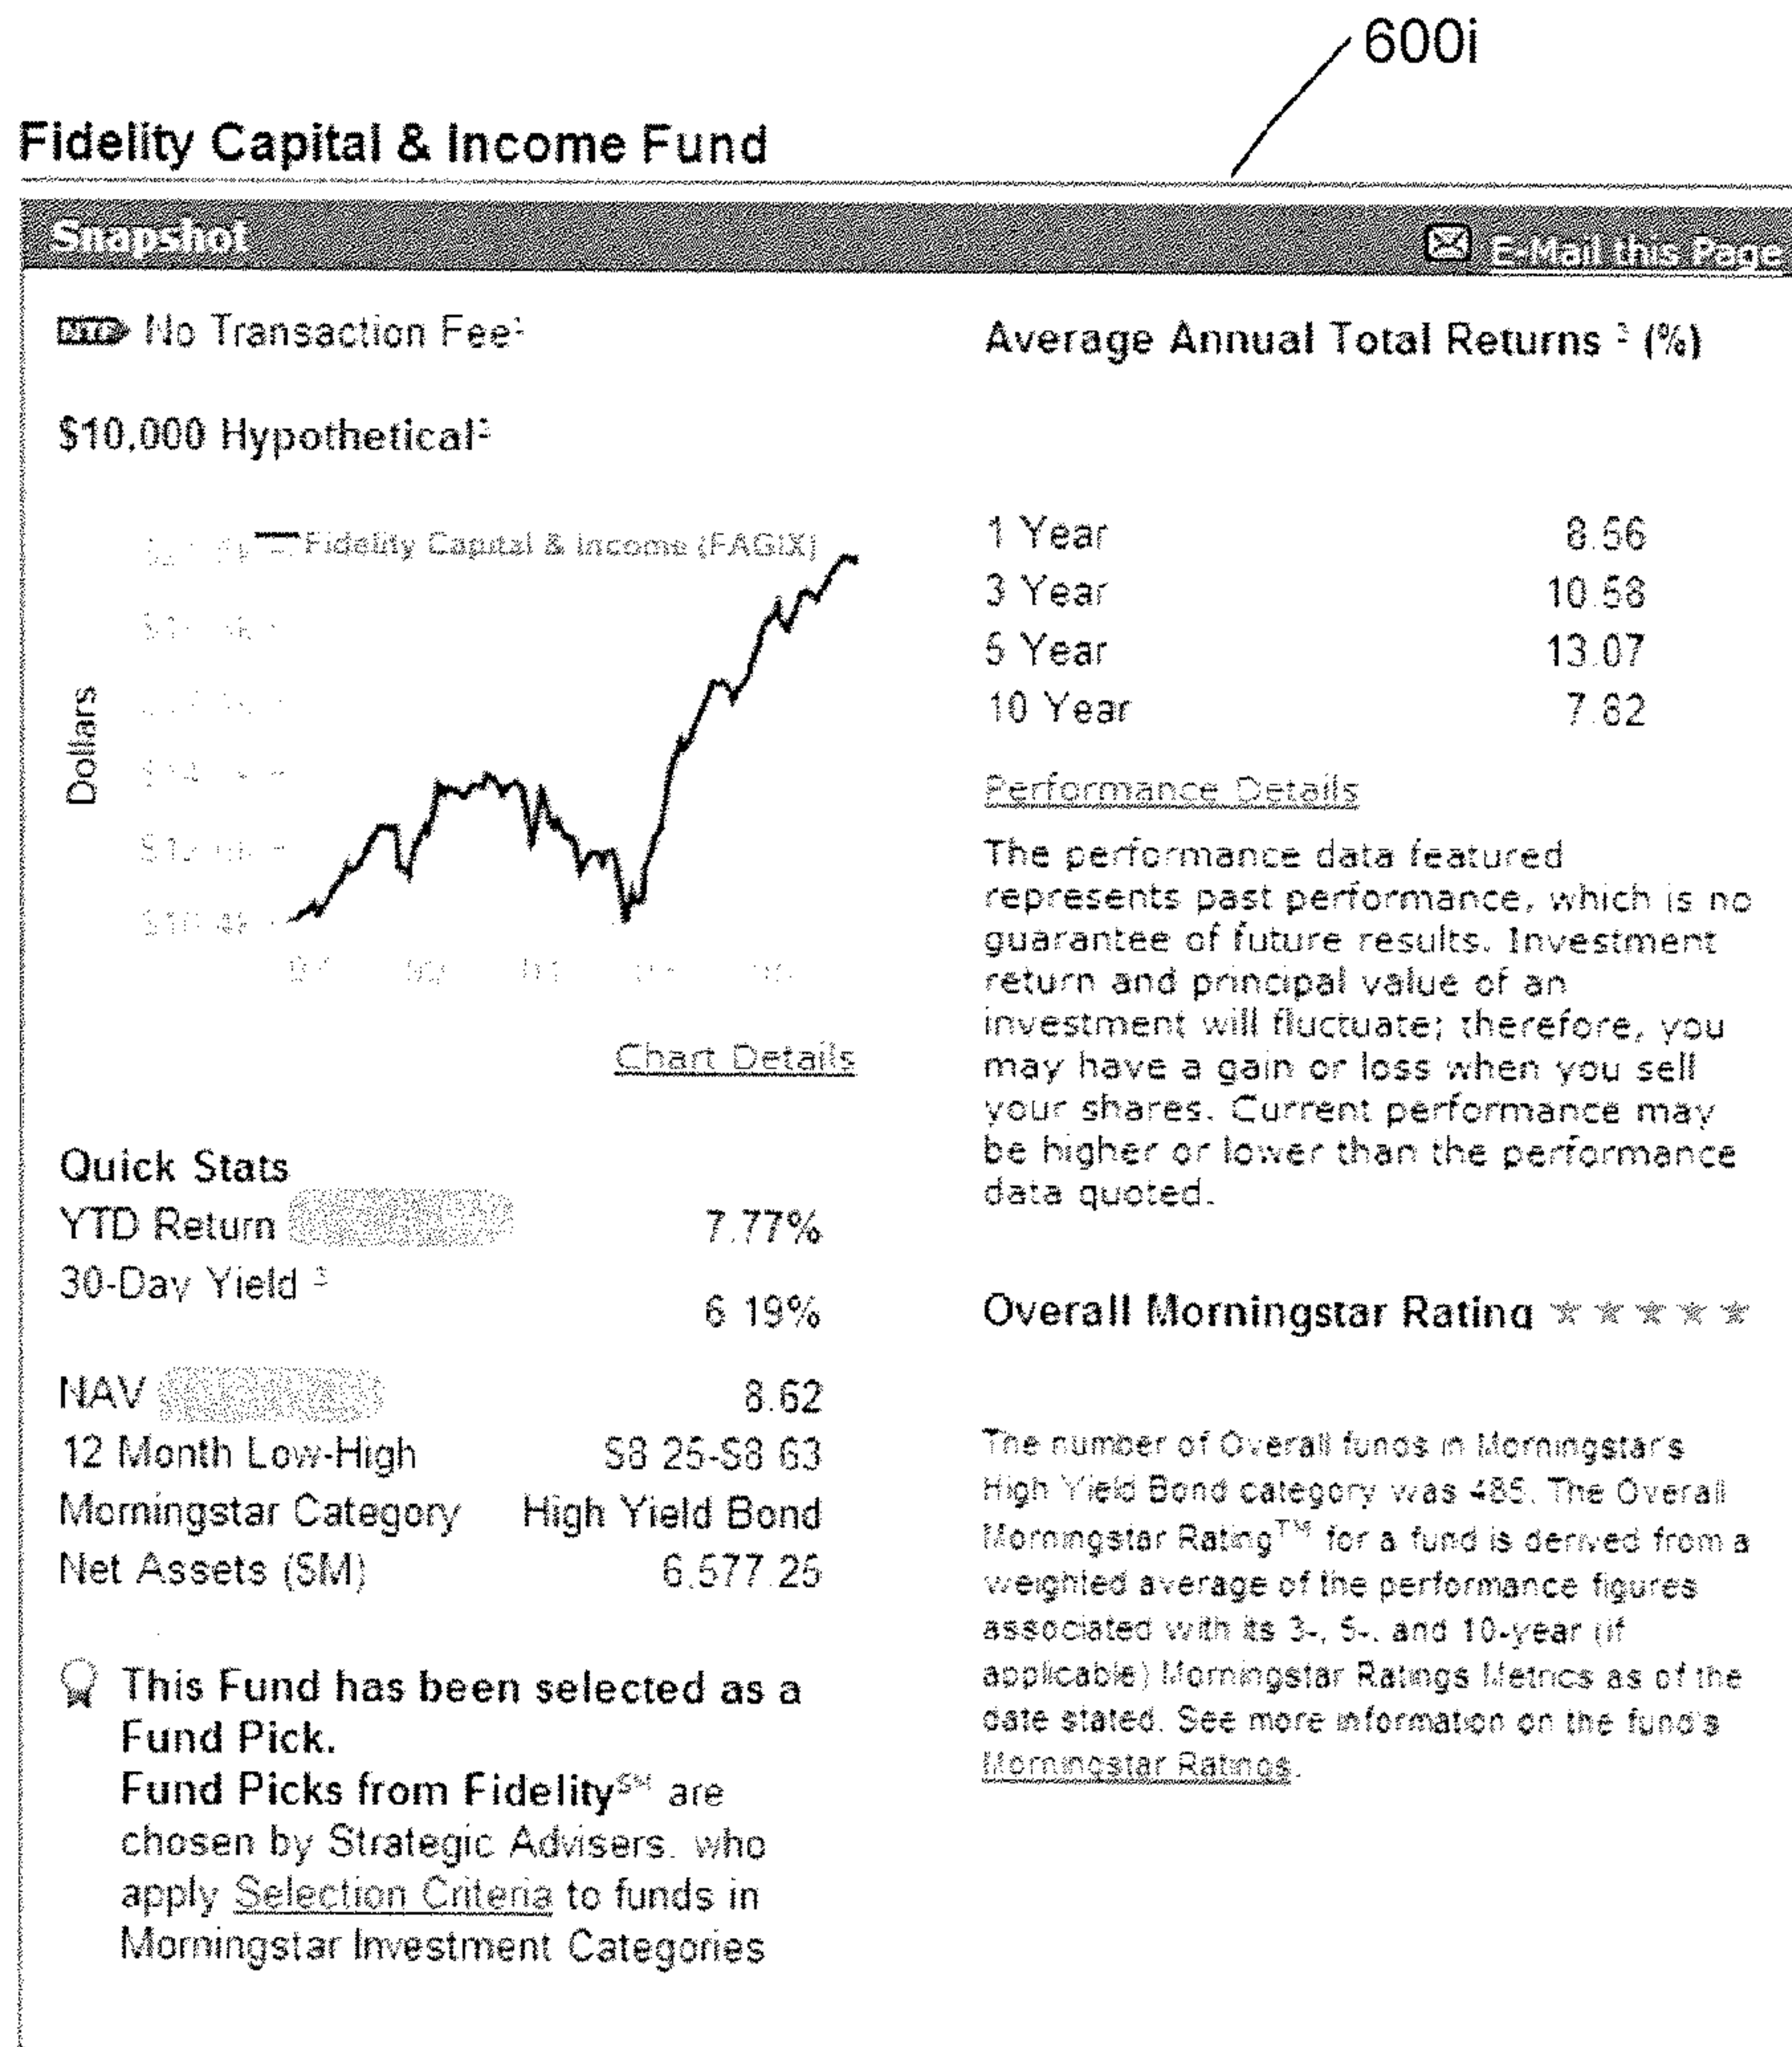 600i
Fidelity Capital & Income Fund
Snapshot
E-Mail this Page
NTF No Transaction Fee
$10,000 Hypothetical
Fidelity Capital & Income (FAGIX)
Dollars
Chart Details
Quick Stats
YTD Return 7.77%
30-Day Yield 3
6.19%
NAV 8.62
12 Month Low-High $8.25-$8.63
Morningstar Category High Yield Bond
Net Assets ($M) 6,577.25
This Fund has been selected as a
Fund Pick.
Fund Picks from Fidelity℠ are
chosen by Strategic Advisers, who
apply Selection Criteria to funds in
Morningstar Investment Categories
Average Annual Total Returns 3 (%)
1 Year 8.56
3 Year 10.58
5 Year 13.07
10 Year 7.82
Performance Details
The performance data featured
represents past performance, which is no
guarantee of future results. Investment
return and principal value of an
investment will fluctuate; therefore, you
may have a gain or loss when you sell
your shares. Current performance may
be higher or lower than the performance
data quoted.
Overall Morningstar Rating ★★★★★
The number of Overall funds in Morningstar's
High Yield Bond category was 485. The Overall
Morningstar Rating™ for a fund is derived from a
weighted average of the performance figures
associated with its 3-, 5-, and 10-year (if
applicable) Morningstar Ratings Metrics as of the
date stated. See more information on the fund's
Morningstar Ratings.